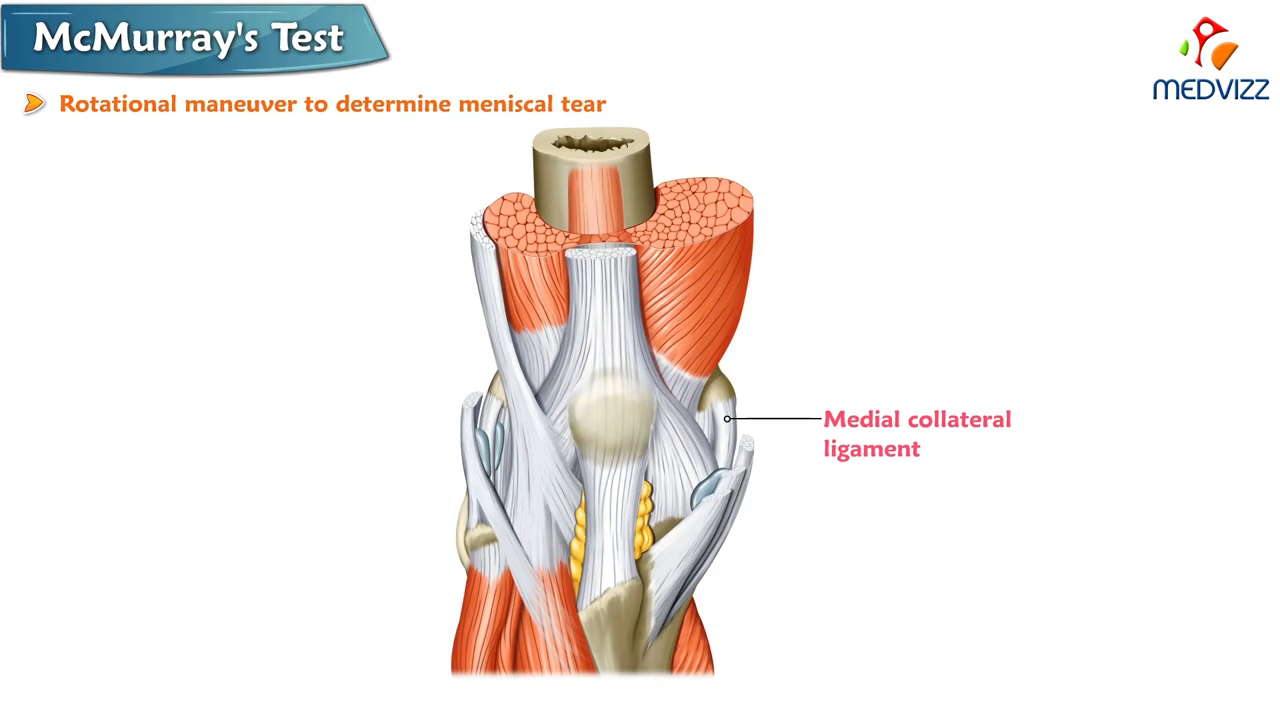 McMurray's Test
MEDVIZZ
Rotational maneuver to determine meniscal tear
Medial collateral
ligament